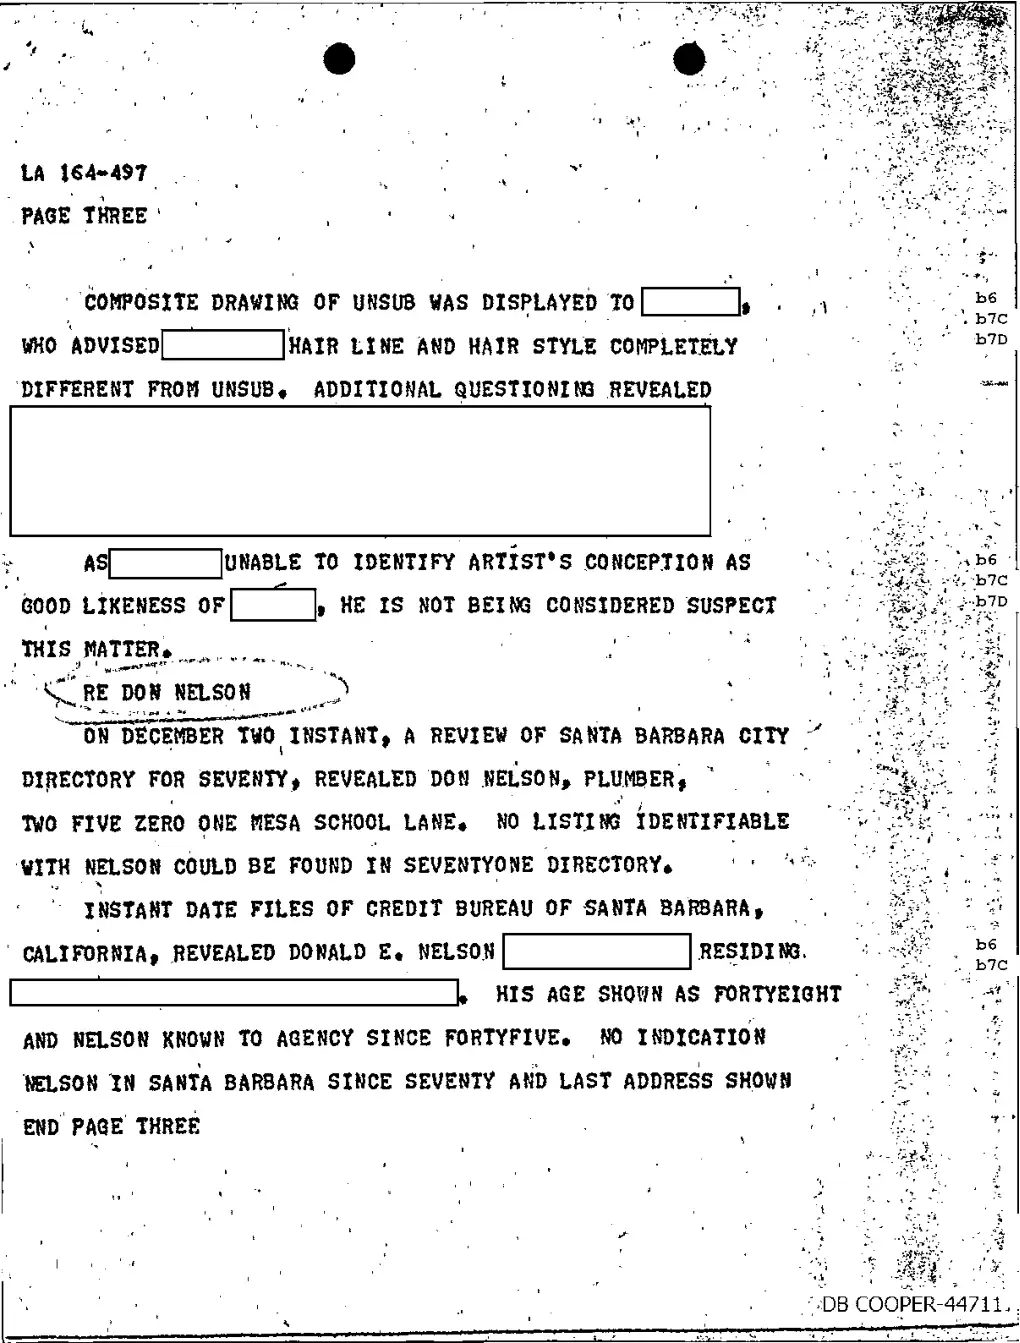 LA 164-497
PAGE THREE
COMPOSITE DRAWING OF UNSUB WAS DISPLAYED TO , b6
b7C
WHO ADVISED HAIR LINE AND HAIR STYLE COMPLETELY b7D
DIFFERENT FROM UNSUB. ADDITIONAL QUESTIONING REVEALED
AS UNABLE TO IDENTIFY ARTIST'S CONCEPTION AS b6
b7C
GOOD LIKENESS OF , HE IS NOT BEING CONSIDERED SUSPECT b7D
THIS MATTER.
RE DON NELSON
ON DECEMBER TWO INSTANT, A REVIEW OF SANTA BARBARA CITY
DIRECTORY FOR SEVENTY, REVEALED DON NELSON, PLUMBER,
TWO FIVE ZERO ONE MESA SCHOOL LANE. NO LISTING IDENTIFIABLE
WITH NELSON COULD BE FOUND IN SEVENTYONE DIRECTORY.
INSTANT DATE FILES OF CREDIT BUREAU OF SANTA BARBARA,
CALIFORNIA, REVEALED DONALD E. NELSON RESIDING b6
b7C
. HIS AGE SHOWN AS FORTYEIGHT
AND NELSON KNOWN TO AGENCY SINCE FORTYFIVE. NO INDICATION
NELSON IN SANTA BARBARA SINCE SEVENTY AND LAST ADDRESS SHOWN
END PAGE THREE
DB COOPER-44711